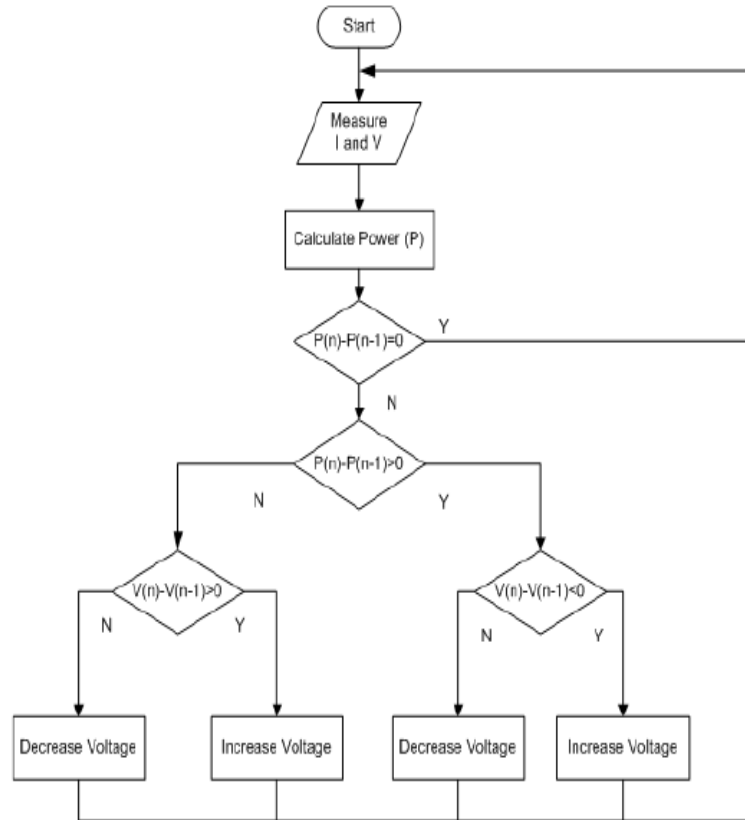 Start
Measure
I and V
Calculate Power (P)
P(n)-P(n-1)=0
Y
N
P(n)-P(n-1)>0
N
Y
V(n)-V(n-1)>0
V(n)-V(n-1)<0
N
Y
N
Y
Decrease Voltage
Increase Voltage
Decrease Voltage
Increase Voltage